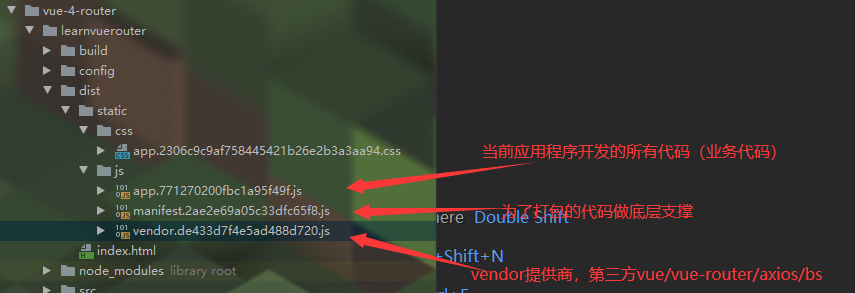 vue-4-router
learnvuerouter
build
config
dist
static
css
app.2306c9c9af758445421b26e2b3a3aa94.css
当前应用程序开发的所有代码（业务代码）
js
app.771270200fbc1a95f49f.js
manifest.2ae2e69a05c33dfc65f8.js
为了打包的代码做底层支撑
here Double Shift
vendor.de433d7f4e5ad488d720.js
index.html
+Shift+N
node_modules library root
vendor提供商，第三方vue/vue-router/axios/bs
src